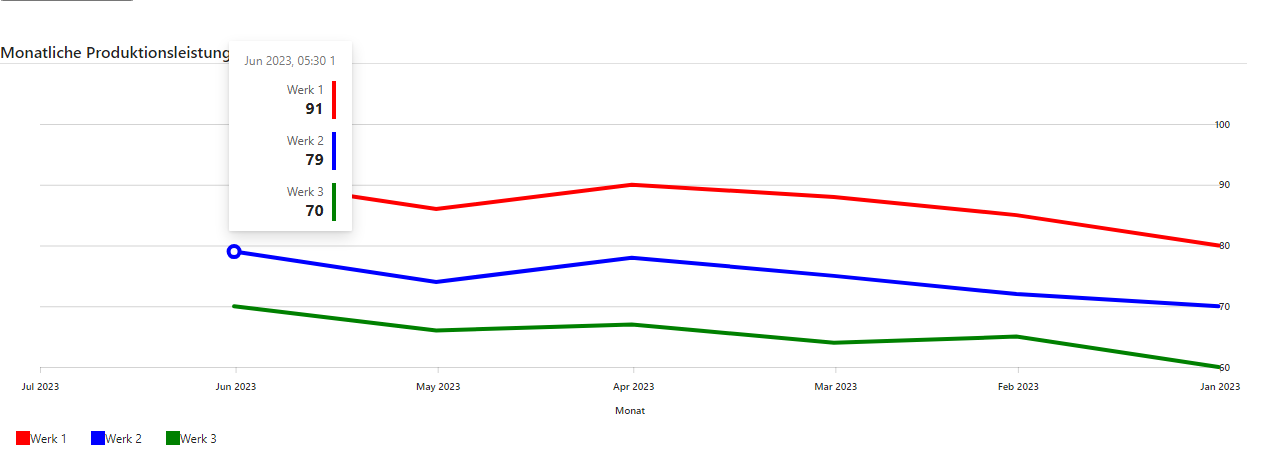 Monatliche Produktionsleistung
Jun 2023, 05:30 1
Werk 1
91
Werk 2
79
Werk 3
70
100
90
80
70
60
Jul 2023
Jun 2023
May 2023
Apr 2023
Mar 2023
Feb 2023
Jan 2023
Monat
Werk 1
Werk 2
Werk 3